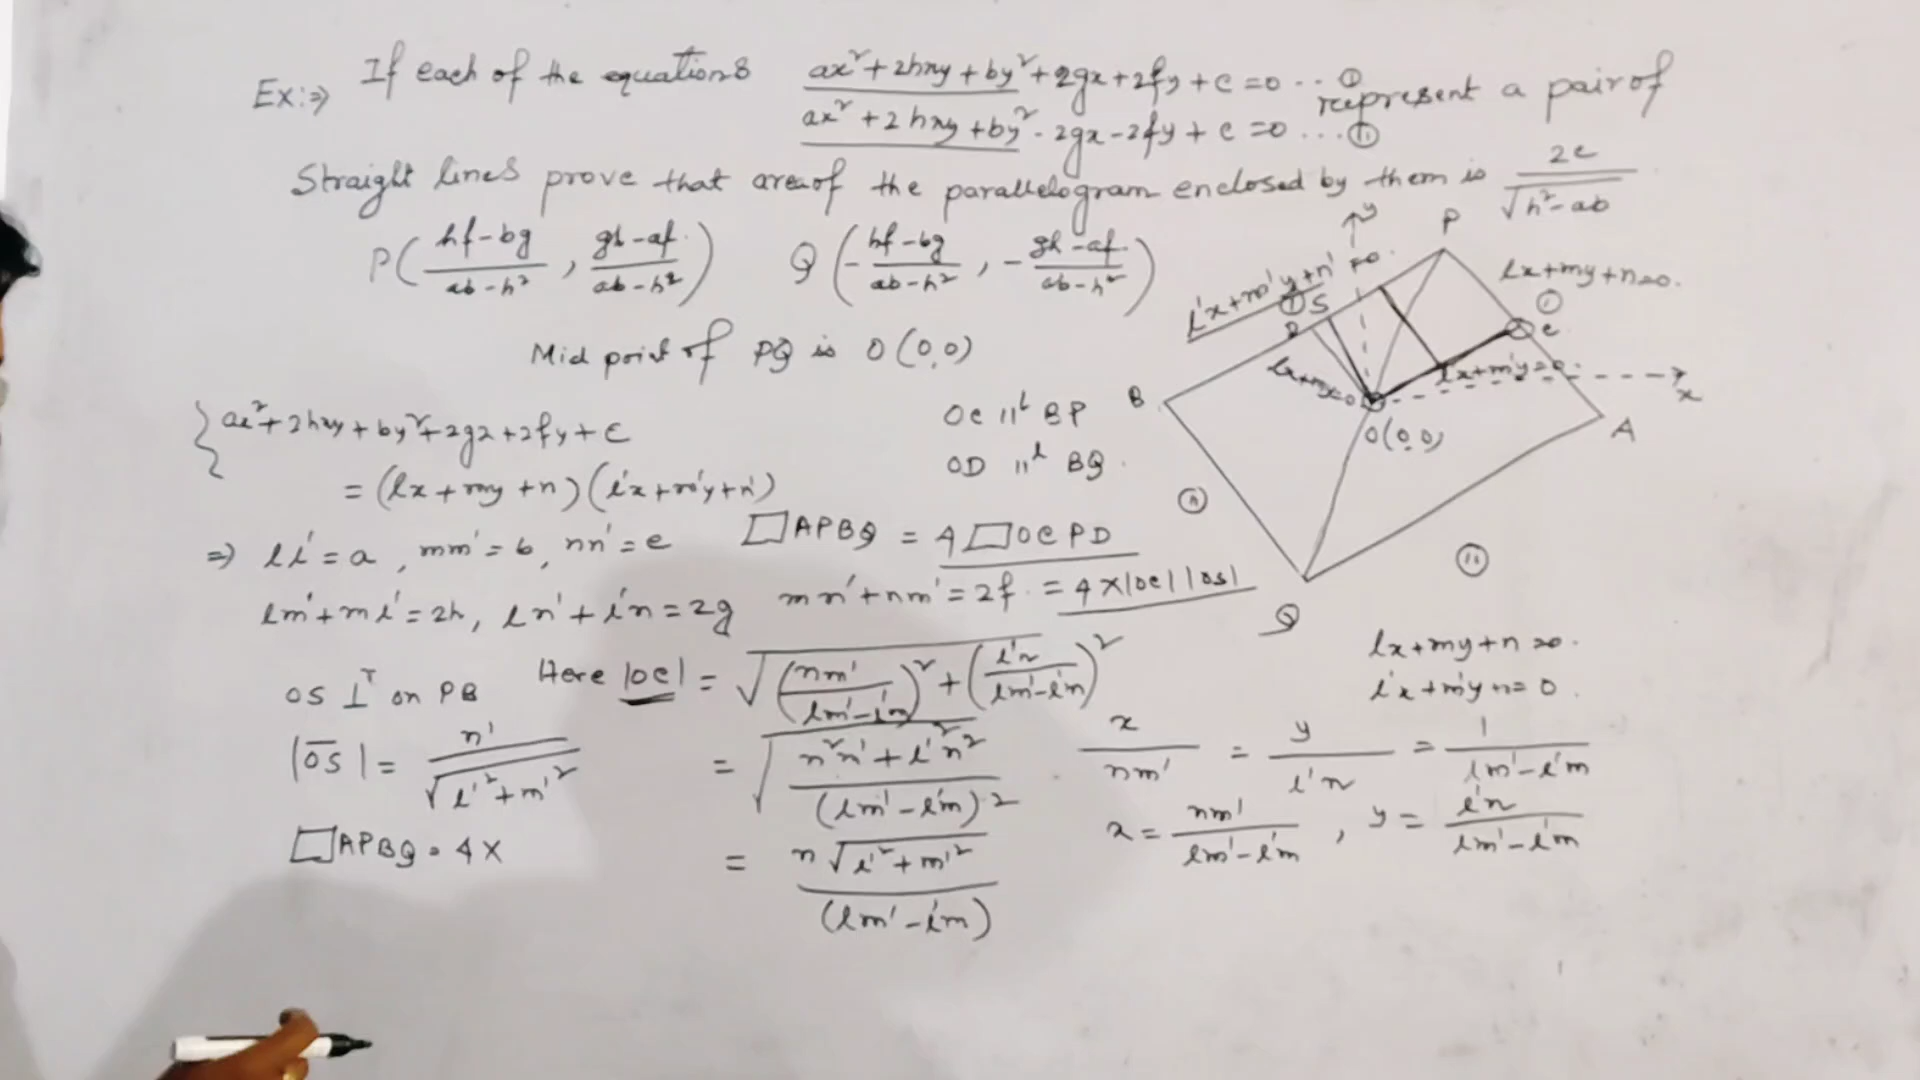 Ex:⇒ If each of the equations ax²+2hxy+by²+2gx+2fy+c=0 ... ①
ax²+2hxy+by²-2gx-2fy+c=0 ... ⑪ represent a pair of
Straight lines prove that area of the parallelogram enclosed by them is 2c/√(h²-ab)
P((hf-bg)/(ab-h²), (gh-af)/(ab-h²)) Q(-(hf-bg)/(ab-h²), -(gh-af)/(ab-h²))
Mid point of PQ is O(0,0)
{ax²+2hxy+by²+2gx+2fy+c
= (lx+my+n)(l'x+m'y+n')
⇒ ll'=a, mm'=b, nn'=c
lm'+ml'=2h, ln'+l'n=2g mn'+nm'=2f.
OC ||l BP
OD ||l BQ.
□APBQ = 4□OCPD
= 4×|OC||OS|
OS ⊥r on PB
|OS| = n'/√(l'²+m'²)
□APBQ = 4×
Here |OC| = √((nm'/(lm'-l'm))²+(l'n/(lm'-l'm))²)
= √((n²n'+l'²n²)/(lm'-l'm)²)
= n√(l'²+m'²)/(lm'-l'm)
y
P
l'x+m'y+n'=0.
①
S
D
lx+my+n=0.
①
C
lx+my=0
l'x+m'y=0.
x
B
O(0,0)
A
⑪
⑪
Q
lx+my+n=0.
l'x+m'y+n=0.
x/nm' = y/l'n = 1/(lm'-l'm)
x = nm'/(lm'-l'm), y = l'n/(lm'-l'm)